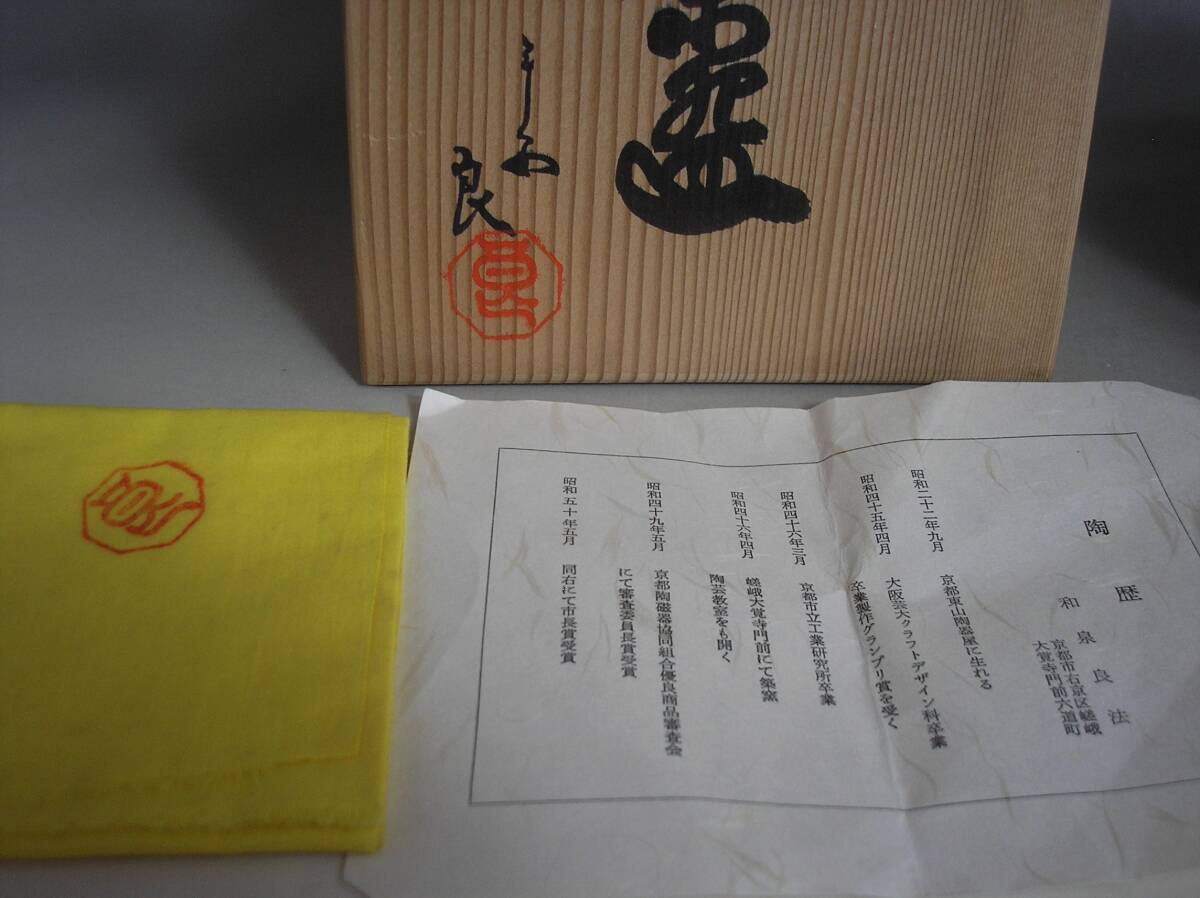 壷
良
陶歴
和泉良法
京都市右京区嵯峨
大覚寺門前六道町
昭和二十二年九月 京都東山陶器屋に生れる
昭和四十五年四月 大阪芸大クラフトデザイン科卒業
卒業製作グランプリ賞を受く
昭和四十六年三月 京都市立工業研究所卒業
昭和四十六年四月 嵯峨大覚寺門前にて築窯
陶芸教室をも開く
昭和四十九年五月 京都陶磁器協同組合優良商品審査会
にて審査委員長賞受賞
昭和五十年五月 同右にて市長賞受賞